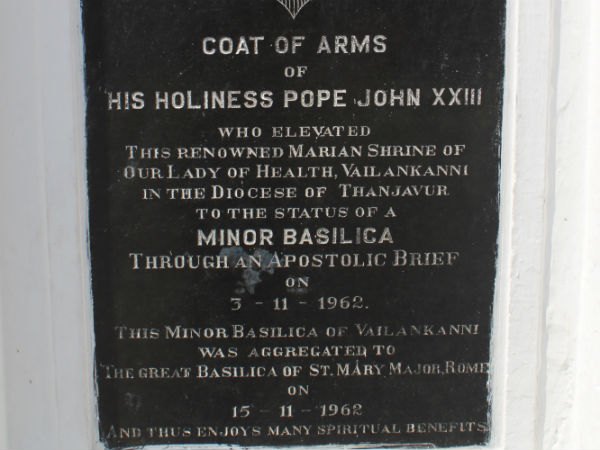 COAT OF ARMS
OF
HIS HOLINESS POPE JOHN XXIII
WHO ELEVATED
THIS RENOWNED MARIAN SHRINE OF
OUR LADY OF HEALTH, VAILANKANNI
IN THE DIOCESE OF THANJAVUR
TO THE STATUS OF A
MINOR BASILICA
THROUGH AN APOSTOLIC BRIEF
ON
3 - 11 - 1962.
THIS MINOR BASILICA OF VAILANKANNI
WAS AGGREGATED TO
THE GREAT BASILICA OF ST. MARY MAJOR, ROME
ON
15 - 11 - 1962
AND THUS ENJOYS MANY SPIRITUAL BENEFITS